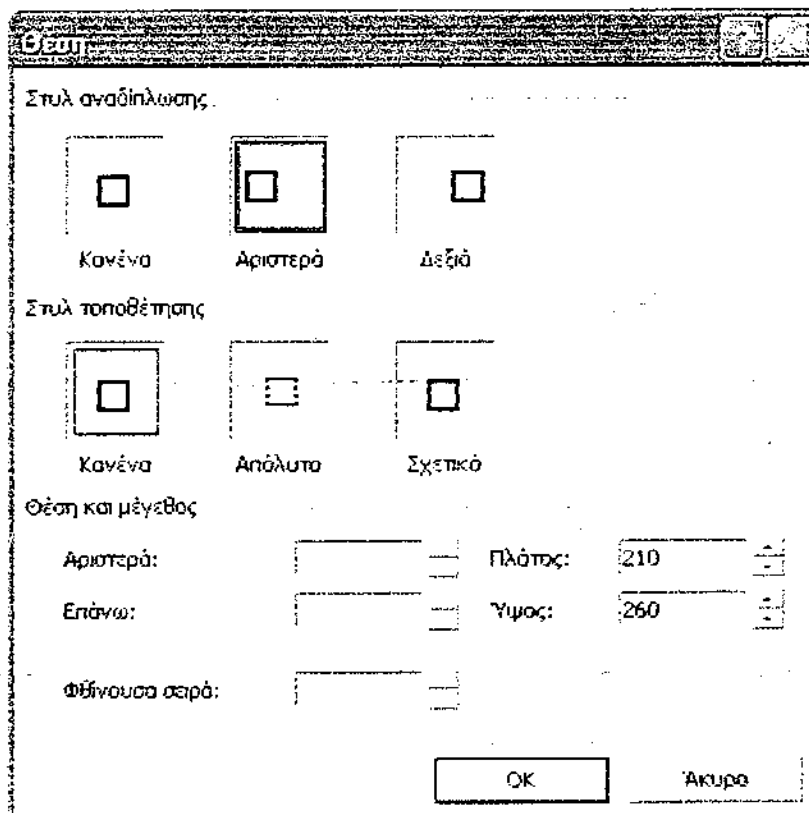 Θέση
Στυλ αναδίπλωσης
Κανένα Αριστερά Δεξιά
Στυλ τοποθέτησης
Κανένα Απόλυτο Σχετικό
Θέση και μέγεθος
Αριστερά: Πλάτος: 210
Επάνω: Ύψος: 260
Φθίνουσα σειρά:
OK Άκυρο